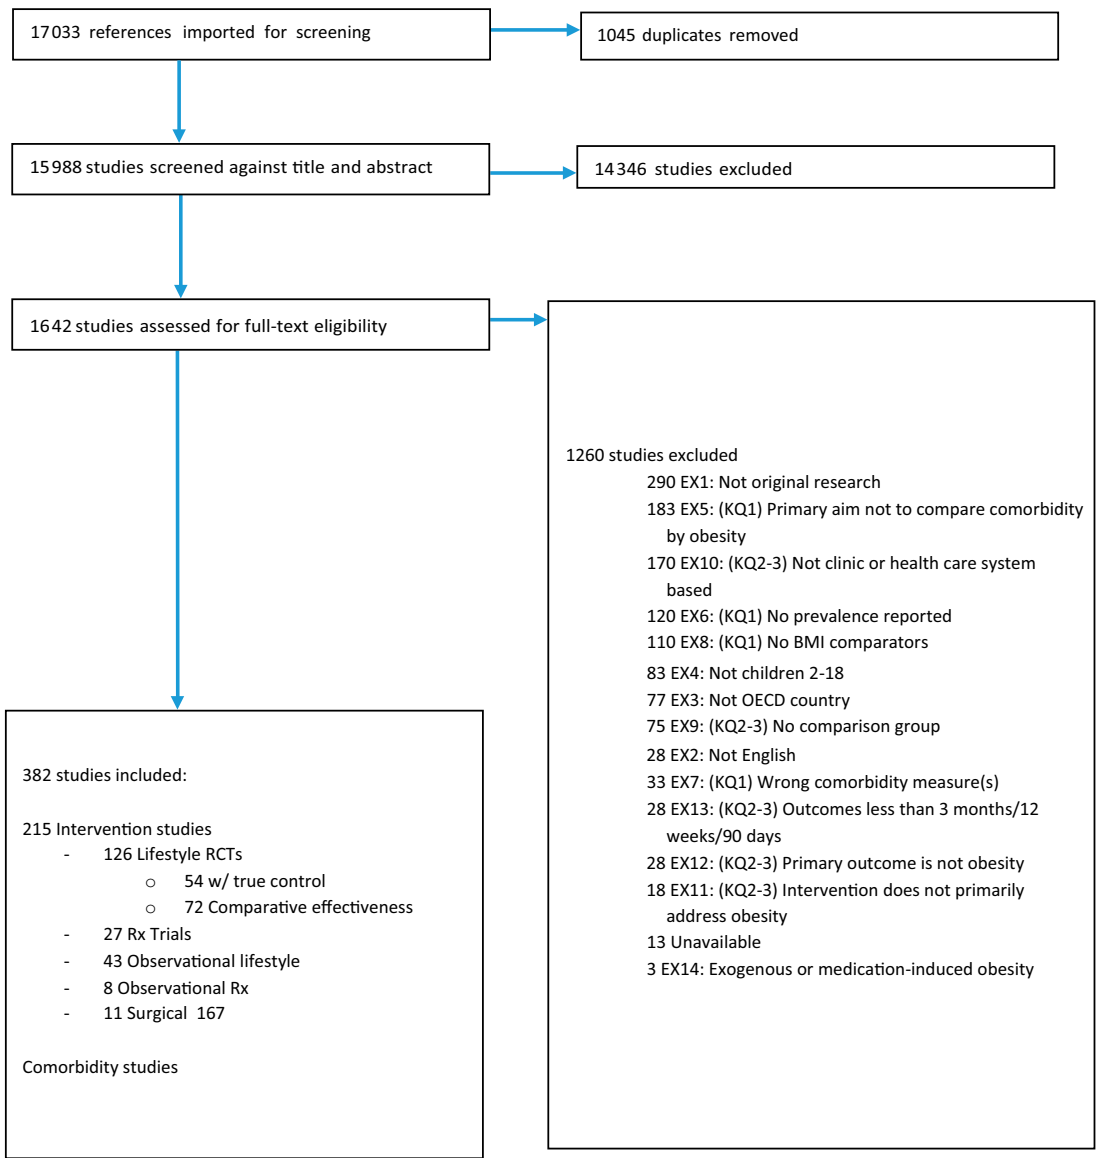 17033 references imported for screening
1045 duplicates removed
15988 studies screened against title and abstract
14346 studies excluded
1642 studies assessed for full-text eligibility
1260 studies excluded
290 EX1: Not original research
183 EX5: (KQ1) Primary aim not to compare comorbidity
by obesity
170 EX10: (KQ2-3) Not clinic or health care system
based
120 EX6: (KQ1) No prevalence reported
110 EX8: (KQ1) No BMI comparators
83 EX4: Not children 2-18
77 EX3: Not OECD country
75 EX9: (KQ2-3) No comparison group
28 EX2: Not English
33 EX7: (KQ1) Wrong comorbidity measure(s)
28 EX13: (KQ2-3) Outcomes less than 3 months/12
weeks/90 days
28 EX12: (KQ2-3) Primary outcome is not obesity
18 EX11: (KQ2-3) Intervention does not primarily
address obesity
13 Unavailable
3 EX14: Exogenous or medication-induced obesity
382 studies included:
215 Intervention studies
- 126 Lifestyle RCTs
o 54 w/ true control
o 72 Comparative effectiveness
- 27 Rx Trials
- 43 Observational lifestyle
- 8 Observational Rx
- 11 Surgical 167
Comorbidity studies